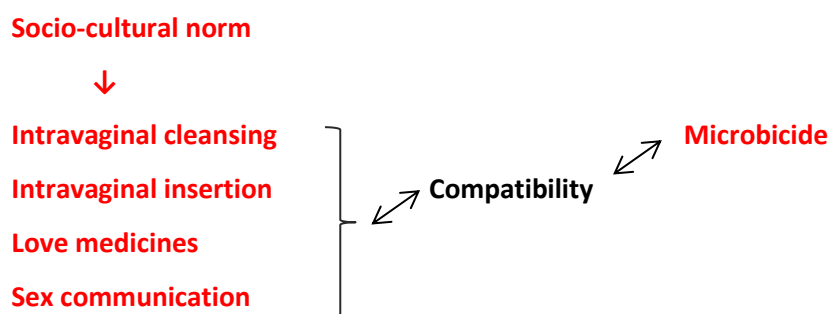 Socio-cultural norm
Intravaginal cleansing
Microbicide
Intravaginal insertion
Compatibility
Love medicines
Sex communication